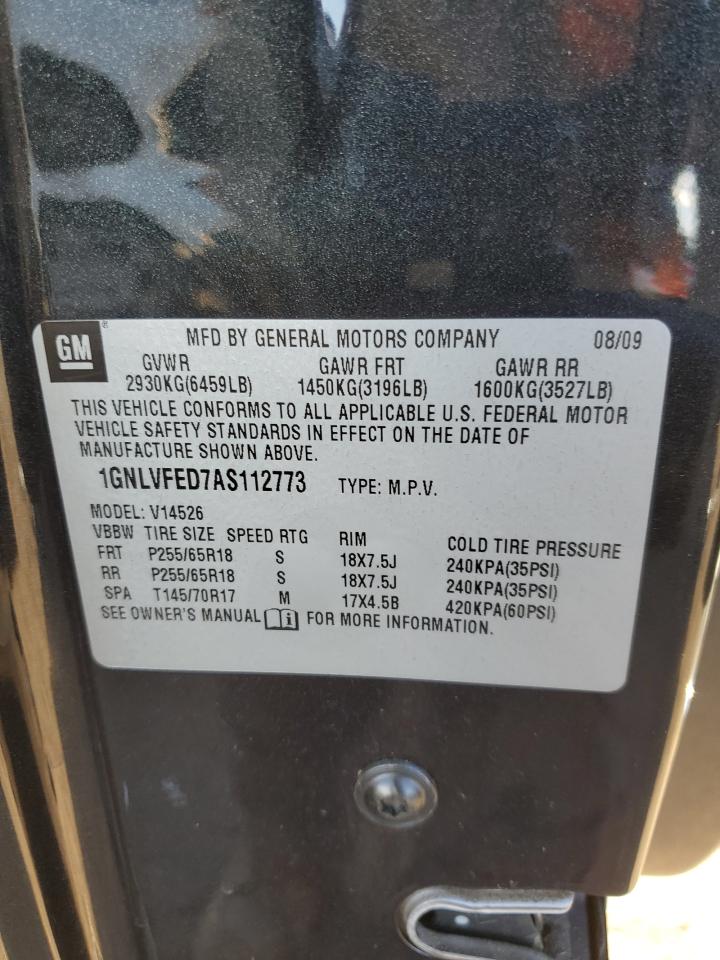 GM® MFD BY GENERAL MOTORS COMPANY 08/09
GVWR GAWR FRT GAWR RR
2930KG(6459LB) 1450KG(3196LB) 1600KG(3527LB)
THIS VEHICLE CONFORMS TO ALL APPLICABLE U.S. FEDERAL MOTOR
VEHICLE SAFETY STANDARDS IN EFFECT ON THE DATE OF
MANUFACTURE SHOWN ABOVE.
1GNLVFED7AS112773 TYPE: M.P.V.
MODEL: V14526
VBBW TIRE SIZE SPEED RTG RIM COLD TIRE PRESSURE
FRT P255/65R18 S 18X7.5J 240KPA(35PSI)
RR P255/65R18 S 18X7.5J 240KPA(35PSI)
SPA T145/70R17 M 17X4.5B 420KPA(60PSI)
SEE OWNER'S MANUAL i FOR MORE INFORMATION.